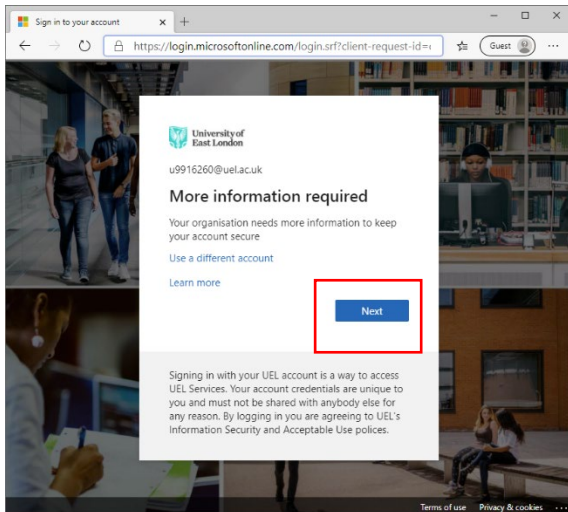 Sign in to your account
https://login.microsoftonline.com/login.srf?client-request-id=
Guest
University of
East London
u9916260@uel.ac.uk
More information required
Your organisation needs more information to keep
your account secure
Use a different account
Learn more
Next
Signing in with your UEL account is a way to access
UEL Services. Your account credentials are unique to
you and must not be shared with anybody else for
any reason. By logging in you are agreeing to UEL's
Information Security and Acceptable Use polices.
Terms of use Privacy & cookies ...